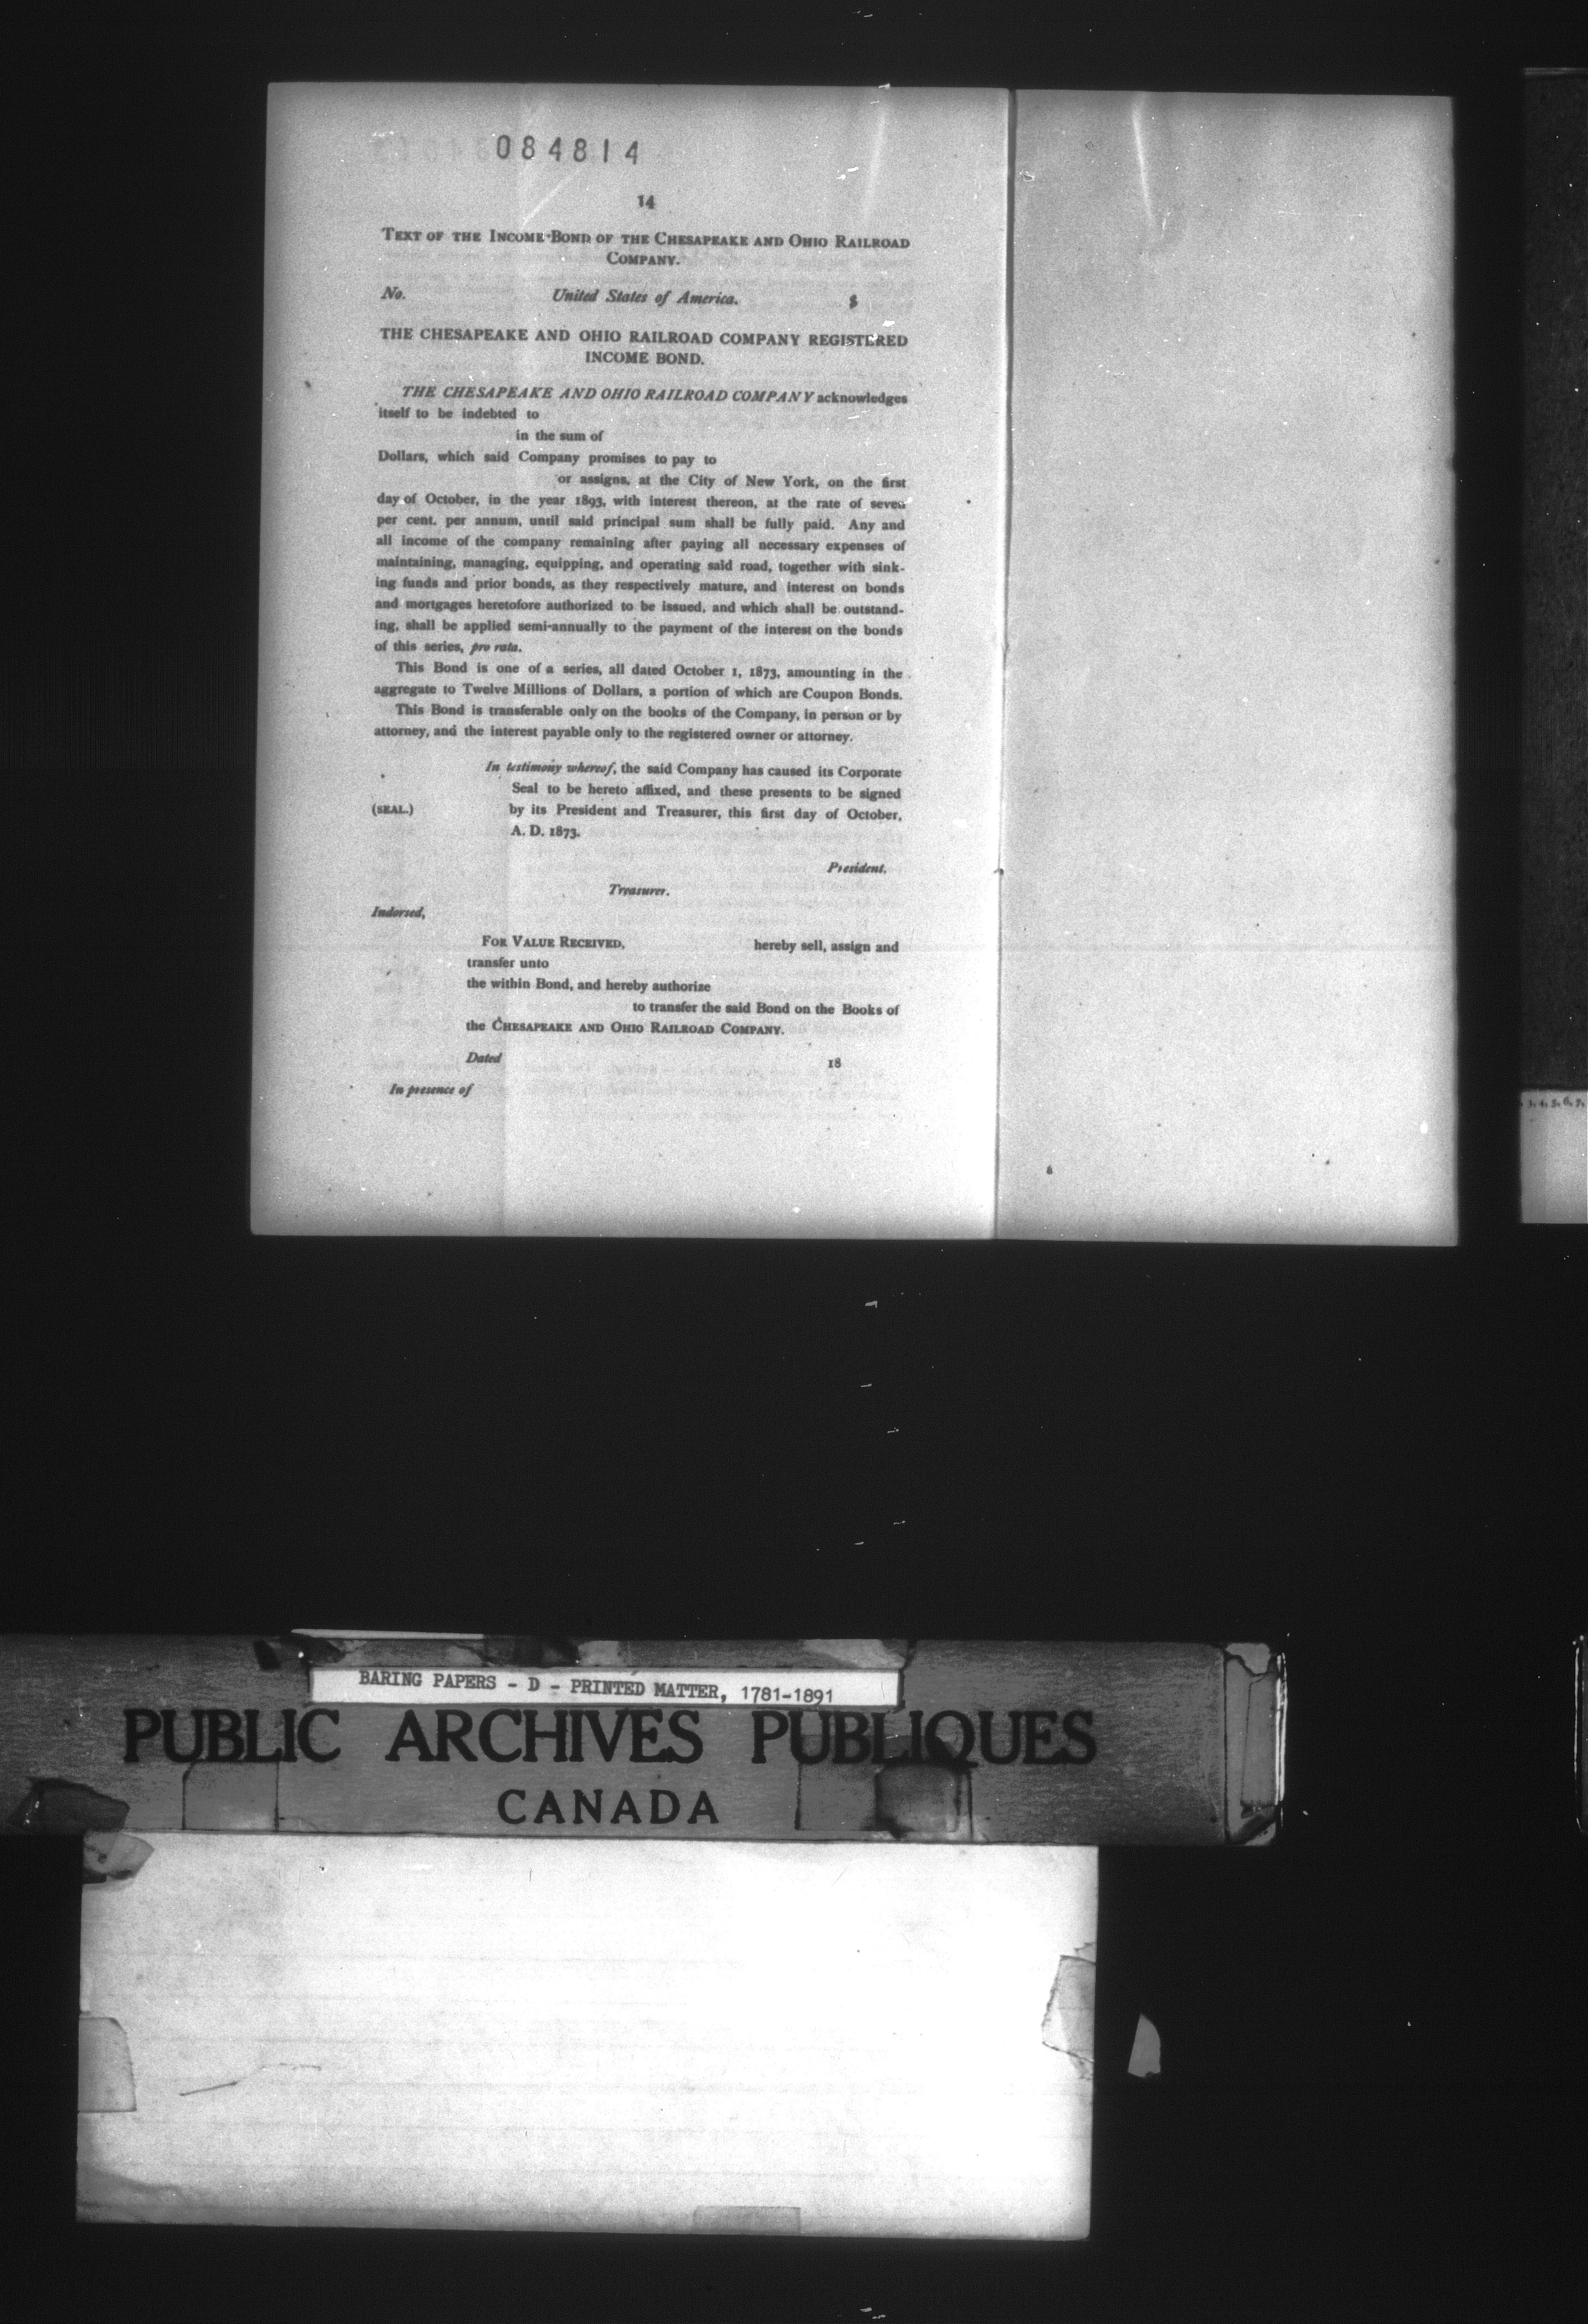 084814
14
TEXT OF THE INCOME BOND OF THE CHESAPEAKE AND OHIO RAILROAD
COMPANY.
No. United States of America. $
THE CHESAPEAKE AND OHIO RAILROAD COMPANY REGISTERED
INCOME BOND.
THE CHESAPEAKE AND OHIO RAILROAD COMPANY acknowledges
itself to be indebted to
in the sum of
Dollars, which said Company promises to pay to
or assigns, at the City of New York, on the first
day of October, in the year 1893, with interest thereon, at the rate of seven
per cent. per annum, until said principal sum shall be fully paid. Any and
all income of the company remaining after paying all necessary expenses of
maintaining, managing, equipping, and operating said road, together with sink-
ing funds and prior bonds, as they respectively mature, and interest on bonds
and mortgages heretofore authorized to be issued, and which shall be outstand-
ing, shall be applied semi-annually to the payment of the interest on the bonds
of this series, pro rata.
This Bond is one of a series, all dated October 1, 1873, amounting in the
aggregate to Twelve Millions of Dollars, a portion of which are Coupon Bonds.
This Bond is transferable only on the books of the Company, in person or by
attorney, and the interest payable only to the registered owner or attorney.
In testimony whereof, the said Company has caused its Corporate
Seal to be hereto affixed, and these presents to be signed
(SEAL.) by its President and Treasurer, this first day of October,
A. D. 1873.
President.
Treasurer.
Indorsed,
FOR VALUE RECEIVED, hereby sell, assign and
transfer unto
the within Bond, and hereby authorize
to transfer the said Bond on the Books of
the CHESAPEAKE AND OHIO RAILROAD COMPANY.
Dated 18
In presence of
BARING PAPERS - D - PRINTED MATTER, 1781-1891
PUBLIC ARCHIVES PUBLIQUES
CANADA